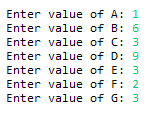 Enter value of A: 1
Enter value of B: 6
Enter value of C: 3
Enter value of D: 9
Enter value of E: 3
Enter value of F: 2
Enter value of G: 3